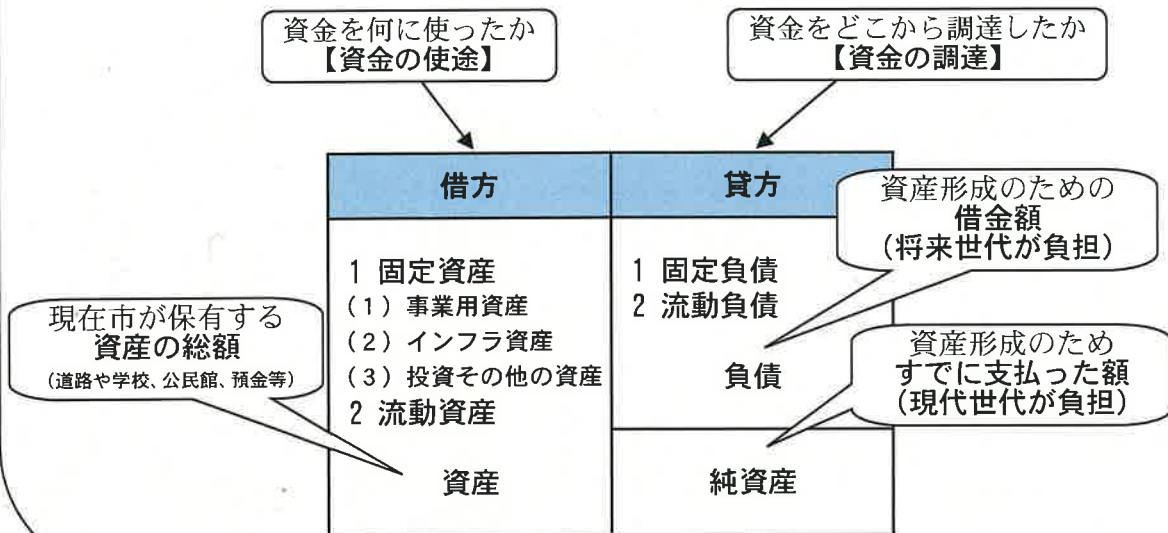 資金を何に使ったか
【資金の使途】
資金をどこから調達したか
【資金の調達】
借方
貸方
1 固定資産
(1) 事業用資産
(2) インフラ資産
(3) 投資その他の資産
2 流動資産
資産
1 固定負債
2 流動負債
負債
純資産
現在市が保有する
資産の総額
(道路や学校、公民館、預金等)
資産形成のための
借金額
(将来世代が負担)
資産形成のため
すでに支払った額
(現代世代が負担)